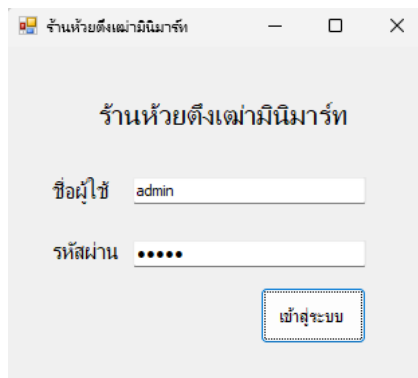 ร้านห้วยตึงเฒ่ามินิมาร์ท
ร้านห้วยตึงเฒ่ามินิมาร์ท
ชื่อผู้ใช้ admin
รหัสผ่าน •••••
เข้าสู่ระบบ